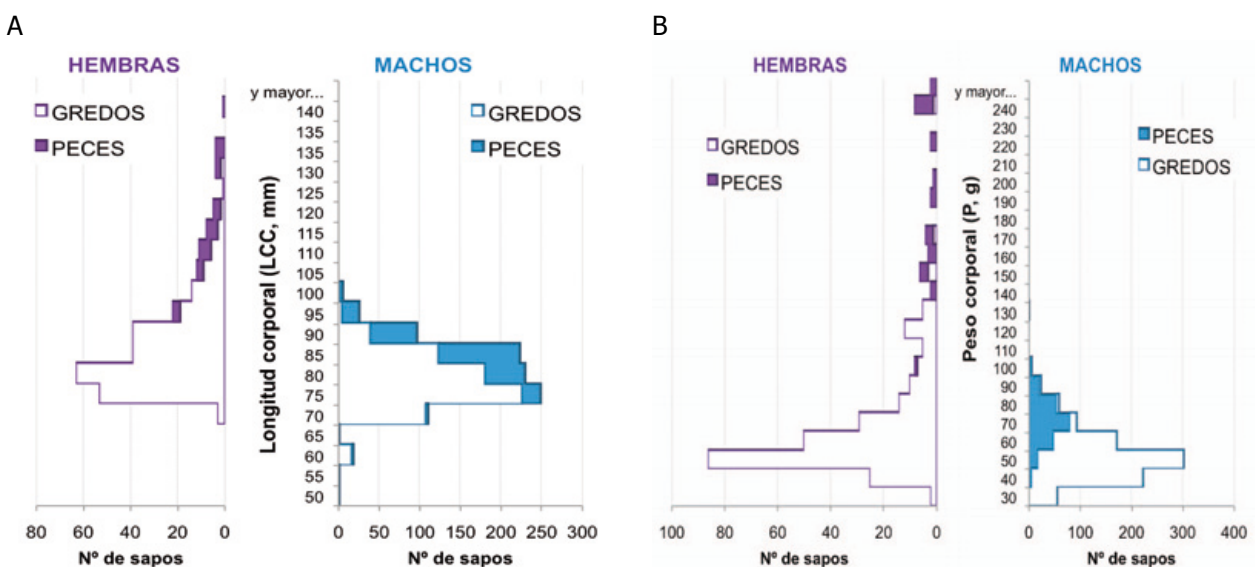 A
HEMBRAS
MACHOS
GREDOS
PECES
y mayor...
140
135
135
130
125
120
115
110
105
100
95
90
85
80
75
70
65
60
55
50
Longitud corporal (LCC, mm)
GREDOS
PECES
80 60 40 20 0
0 50 100 150 200 250 300
Nº de sapos
Nº de sapos
B
HEMBRAS
MACHOS
GREDOS
PECES
y mayor...
240
230
220
210
200
190
170
160
150
140
130
110
100
90
80
70
60
50
40
30
Peso corporal (P, g)
PECES
GREDOS
100 80 60 40 20 0
0 100 200 300 400
Nº de sapos
Nº de sapos